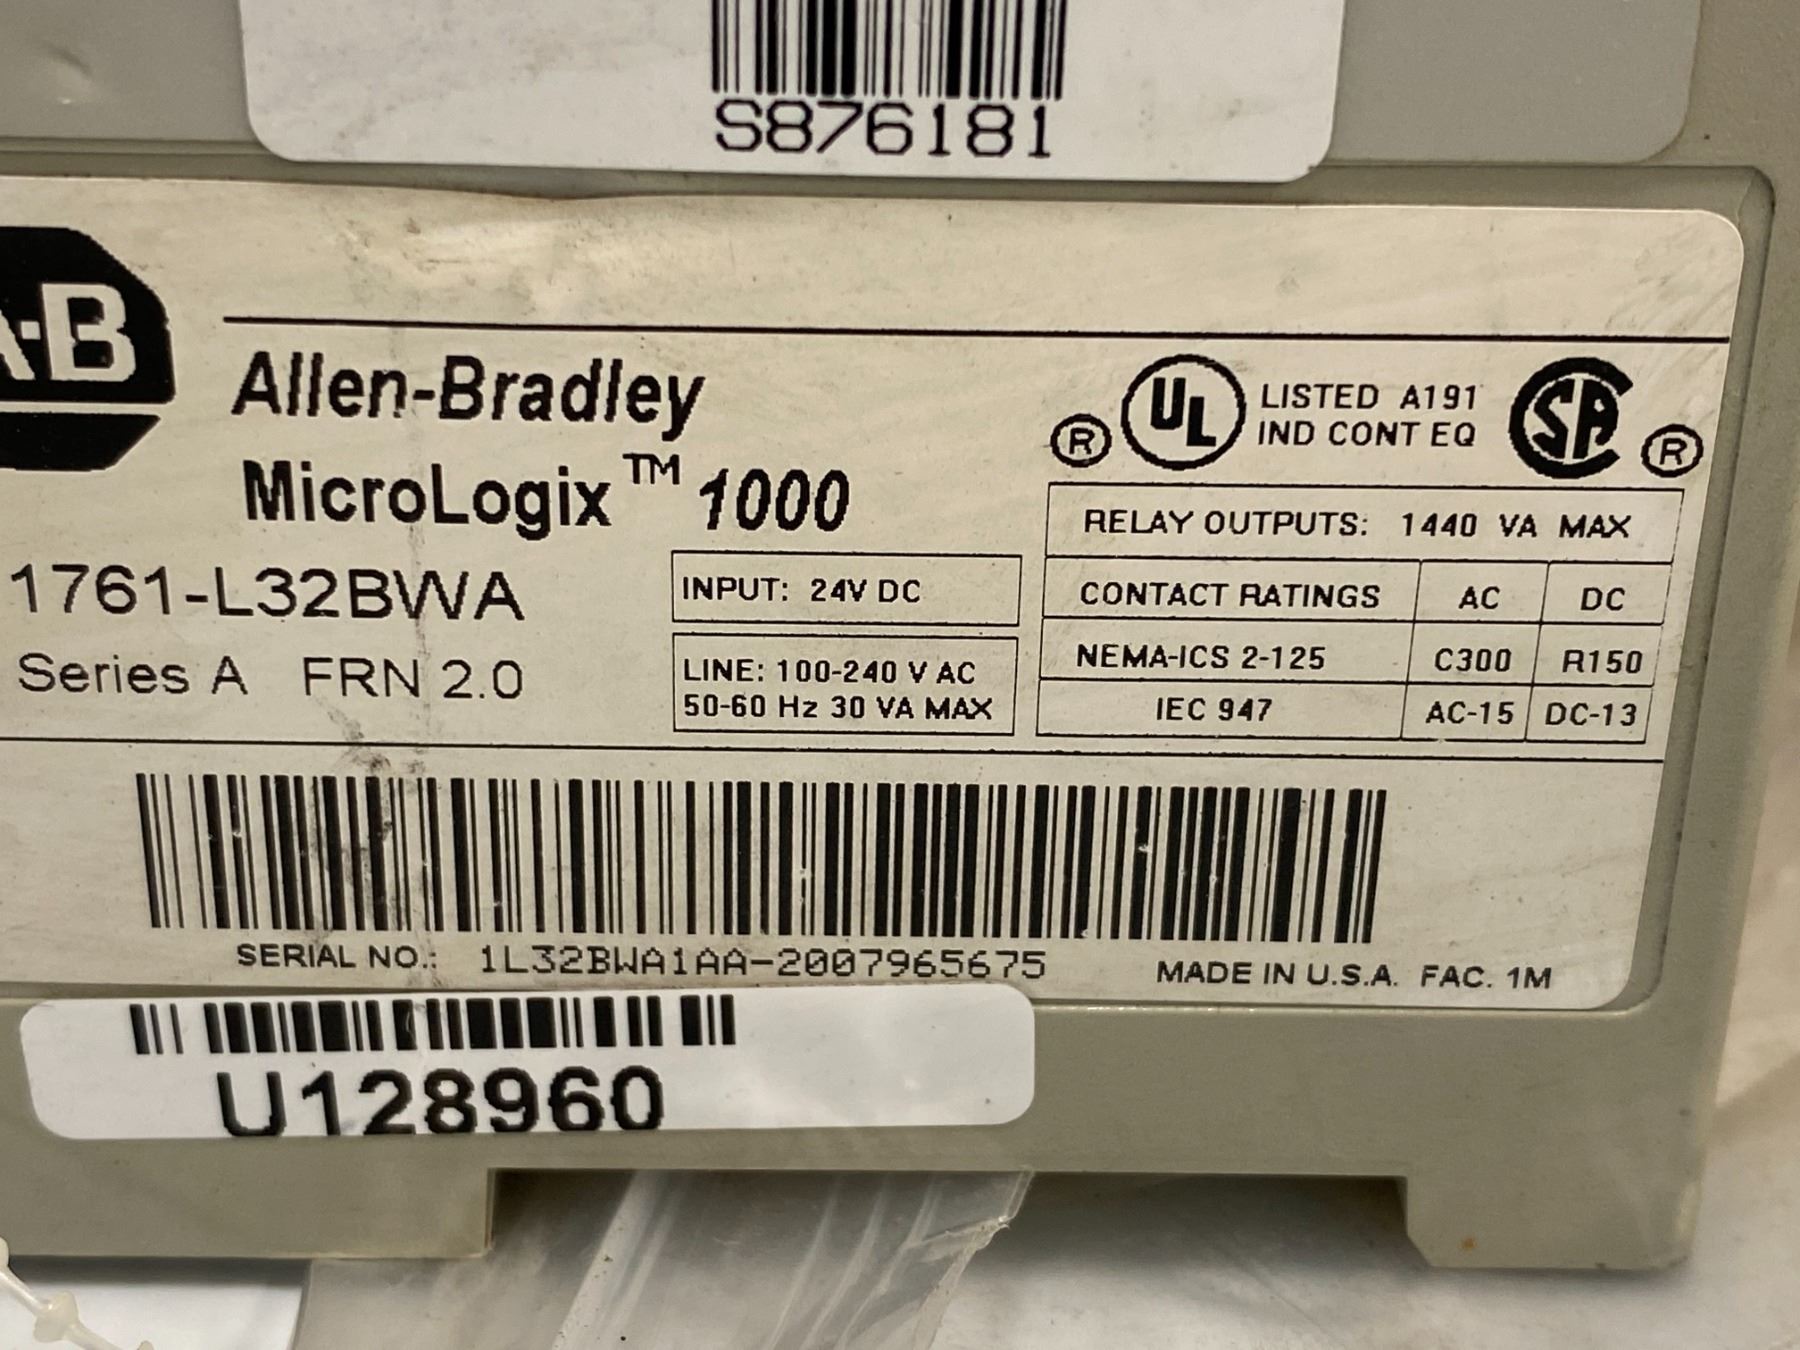 S876181
A-B
Allen-Bradley
MicroLogix™ 1000
1761-L32BWA
Series A FRN 2.0
INPUT: 24V DC
LINE: 100-240 V AC
50-60 Hz 30 VA MAX
® UL LISTED A191
IND CONT EQ
SA ®
RELAY OUTPUTS: 1440 VA MAX
CONTACT RATINGS AC DC
NEMA-ICS 2-125 C300 R150
IEC 947 AC-15 DC-13
SERIAL NO.: 1L32BWA1AA-2007965675
MADE IN U.S.A. FAC. 1M
U128960